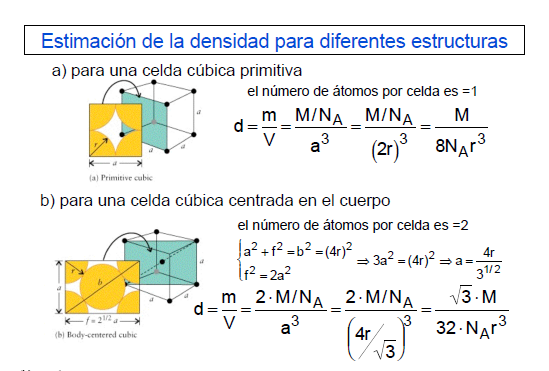 Estimación de la densidad para diferentes estructuras
a) para una celda cúbica primitiva
el número de átomos por celda es =1
d = m/V = (M/N_A)/a³ = (M/N_A)/(2r)³ = M/(8N_A r³)
a
r
a
a
a
(a) Primitive cubic
b) para una celda cúbica centrada en el cuerpo
el número de átomos por celda es =2
{a² + f² = b² = (4r)²
f² = 2a² ⇒ 3a² = (4r)² ⇒ a = 4r/3^(1/2)
d = m/V = (2·M/N_A)/a³ = (2·M/N_A)/(4r/√3)³ = (√3·M)/(32·N_A r³)
r
b
a
a
a
a
f = 2^(1/2) a
(b) Body-centered cubic